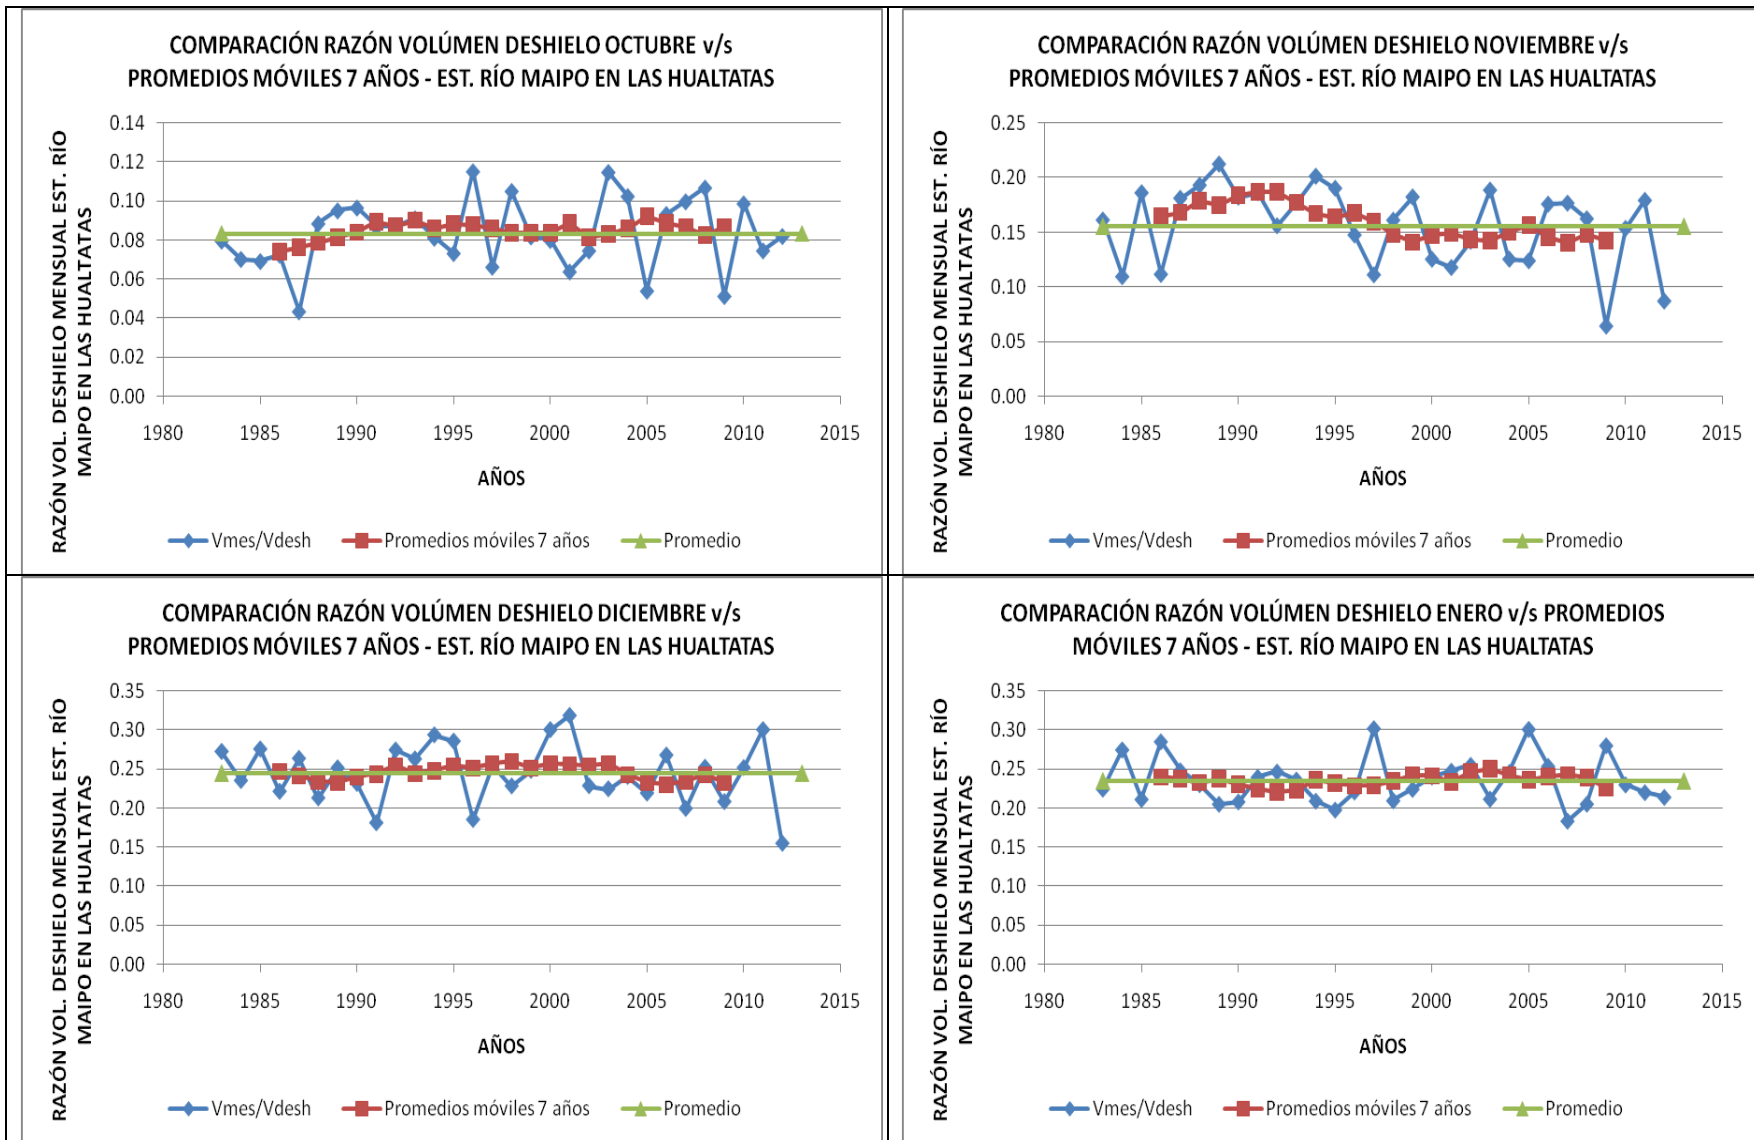 COMPARACIÓN RAZÓN VOLÚMEN DESHIELO OCTUBRE v/s
PROMEDIOS MÓVILES 7 AÑOS - EST. RÍO MAIPO EN LAS HUALTATAS
RAZÓN VOL. DESHIELO MENSUAL EST. RÍO
MAIPO EN LAS HUALTATAS
0.14
0.12
0.10
0.08
0.06
0.04
0.02
0.00
1980 1985 1990 1995 2000 2005 2010 2015
AÑOS
Vmes/Vdesh Promedios móviles 7 años Promedio
COMPARACIÓN RAZÓN VOLÚMEN DESHIELO NOVIEMBRE v/s
PROMEDIOS MÓVILES 7 AÑOS - EST. RÍO MAIPO EN LAS HUALTATAS
RAZÓN VOL. DESHIELO MENSUAL EST. RÍO
MAIPO EN LAS HUALTATAS
0.25
0.20
0.15
0.10
0.05
0.00
1980 1985 1990 1995 2000 2005 2010 2015
AÑOS
Vmes/Vdesh Promedios móviles 7 años Promedio
COMPARACIÓN RAZÓN VOLÚMEN DESHIELO DICIEMBRE v/s
PROMEDIOS MÓVILES 7 AÑOS - EST. RÍO MAIPO EN LAS HUALTATAS
RAZÓN VOL. DESHIELO MENSUAL EST. RÍO
MAIPO EN LAS HUALTATAS
0.35
0.30
0.25
0.20
0.15
0.10
0.05
0.00
1980 1985 1990 1995 2000 2005 2010 2015
AÑOS
Vmes/Vdesh Promedios móviles 7 años Promedio
COMPARACIÓN RAZÓN VOLÚMEN DESHIELO ENERO v/s PROMEDIOS
MÓVILES 7 AÑOS - EST. RÍO MAIPO EN LAS HUALTATAS
RAZÓN VOL. DESHIELO MENSUAL EST. RÍO
MAIPO EN LAS HUALTATAS
0.35
0.30
0.25
0.20
0.15
0.10
0.05
0.00
1980 1985 1990 1995 2000 2005 2010 2015
AÑOS
Vmes/Vdesh Promedios móviles 7 años Promedio